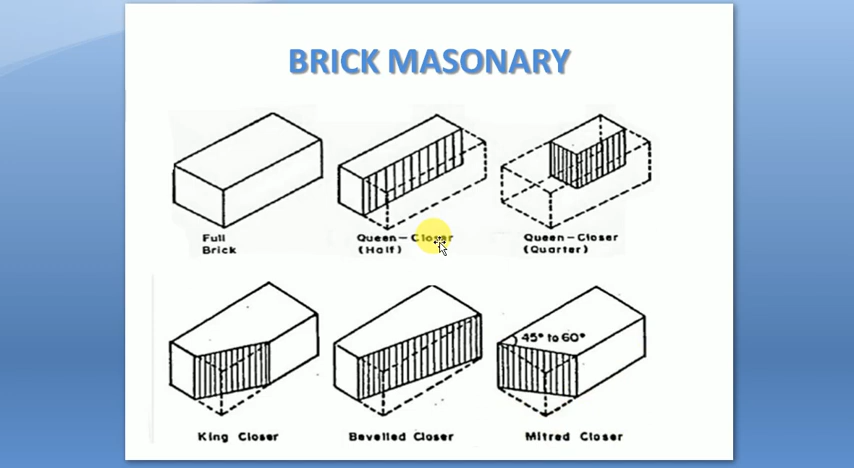 BRICK MASONARY
Full
Brick
Queen-Closer
(Half)
Queen-Closer
(Quarter)
45° to 60°
King Closer
Bevelled Closer
Mitred Closer